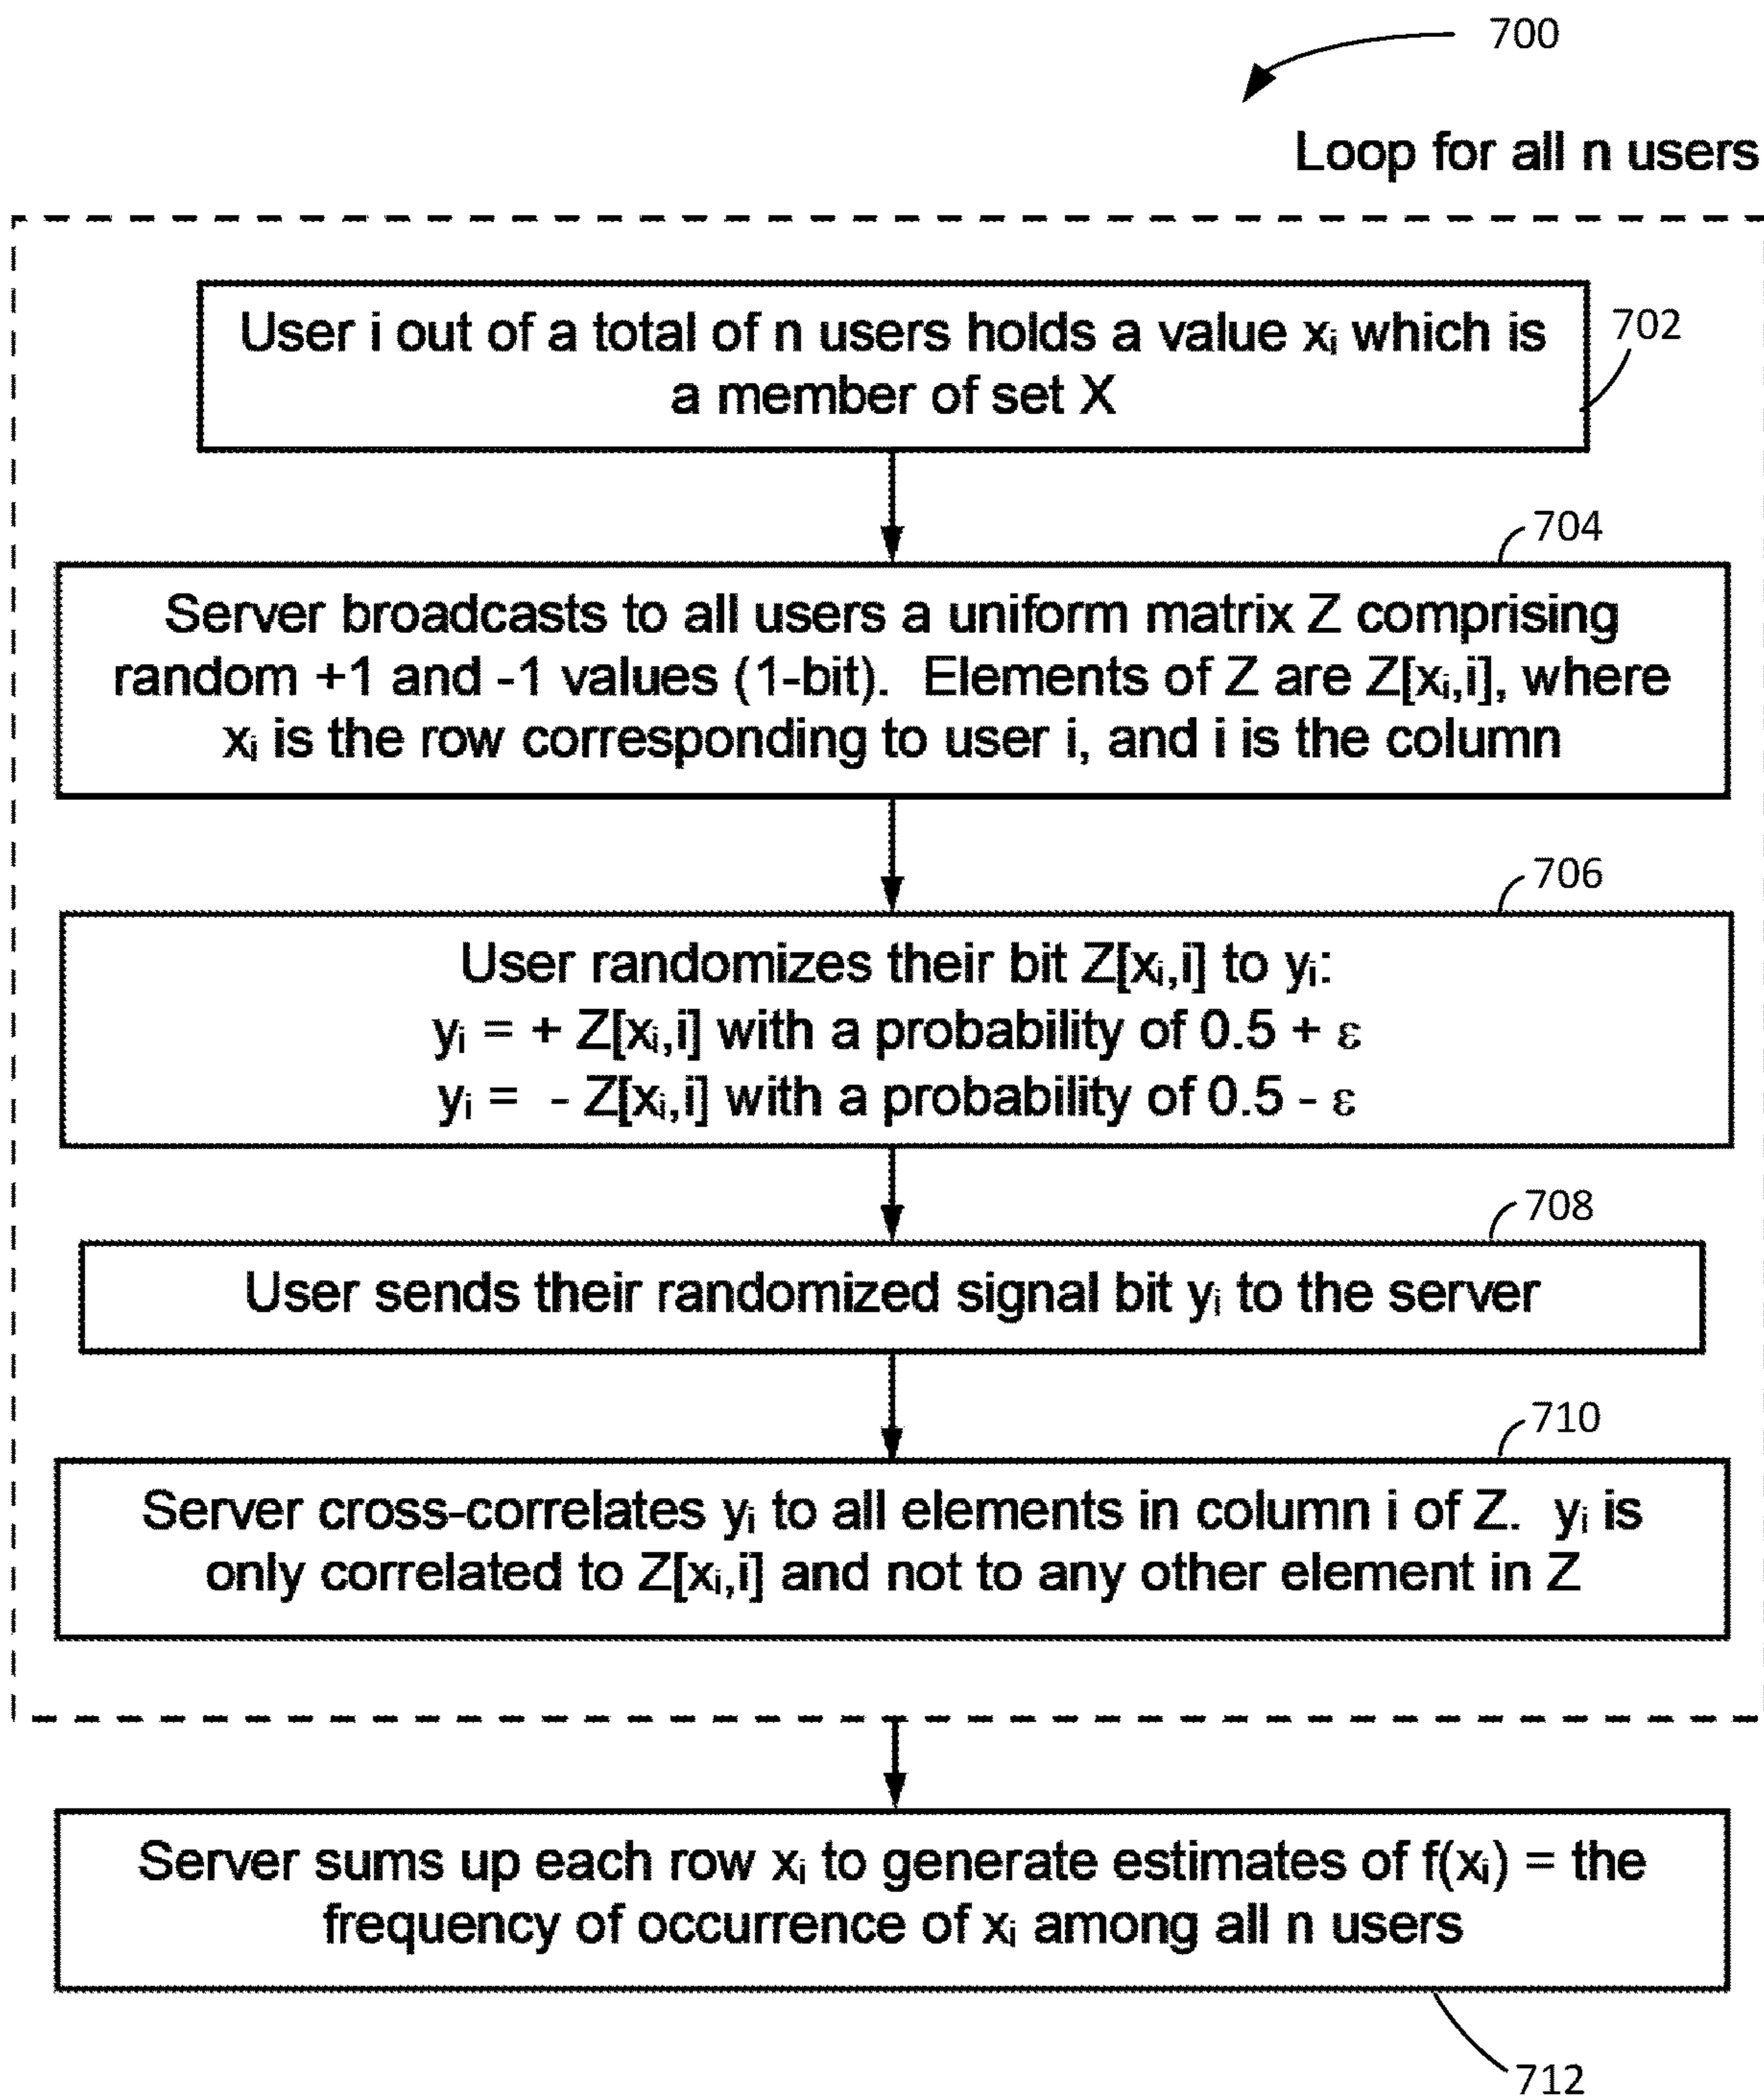 700
Loop for all n users
User i out of a total of n users holds a value xᵢ which is
a member of set X
702
704
Server broadcasts to all users a uniform matrix Z comprising
random +1 and -1 values (1-bit).  Elements of Z are Z[xᵢ,i], where
xᵢ is the row corresponding to user i, and i is the column
706
User randomizes their bit Z[xᵢ,i] to yᵢ:
yᵢ = + Z[xᵢ,i] with a probability of 0.5 + ε
yᵢ =  - Z[xᵢ,i] with a probability of 0.5 - ε
708
User sends their randomized signal bit yᵢ to the server
710
Server cross-correlates yᵢ to all elements in column i of Z.  yᵢ is
only correlated to Z[xᵢ,i] and not to any other element in Z
Server sums up each row xᵢ to generate estimates of f(xᵢ) = the
frequency of occurrence of xᵢ among all n users
712